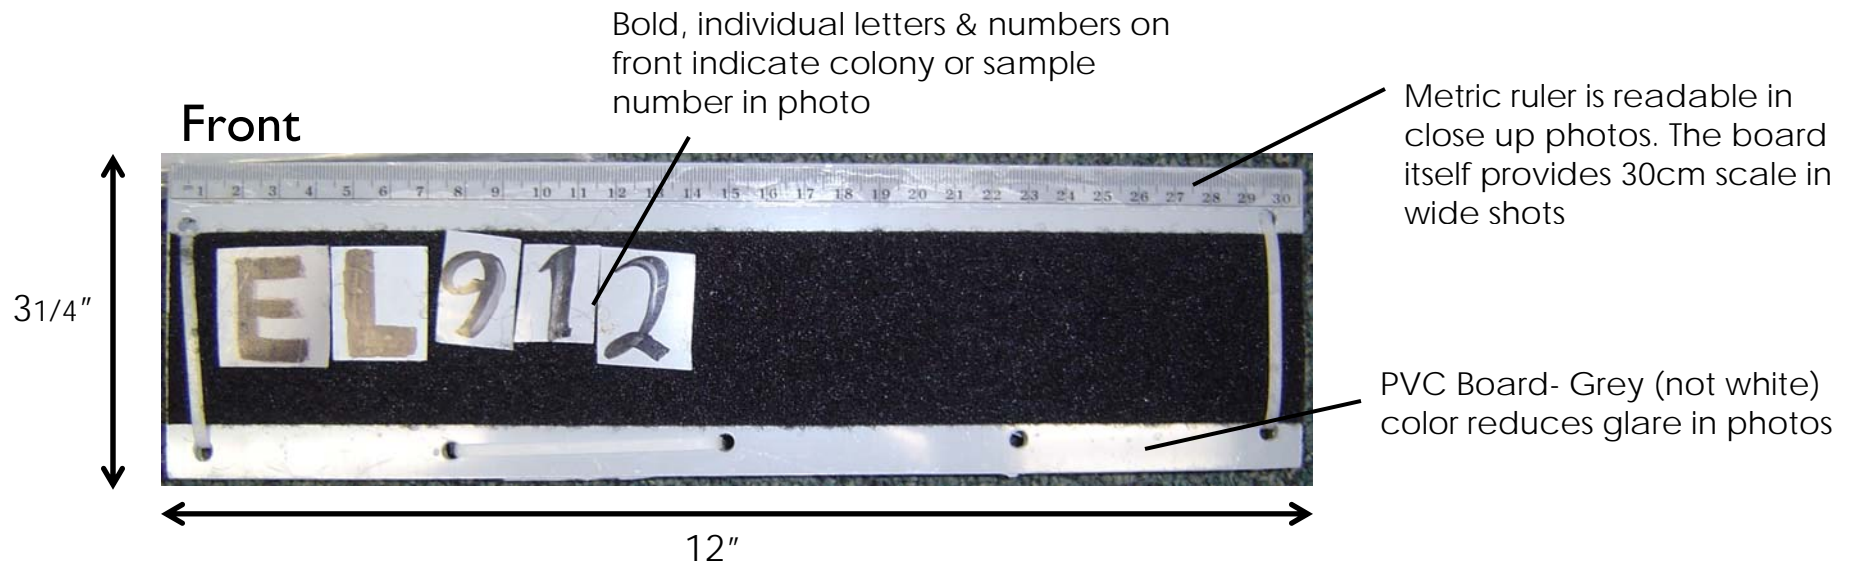 Bold, individual letters & numbers on
front indicate colony or sample
number in photo
Metric ruler is readable in
close up photos. The board
itself provides 30cm scale in
wide shots
Front
1 2 3 4 5 6 7 8 9 10 11 12 13 14 15 16 17 18 19 20 21 22 23 24 25 26 27 28 29 30
EL912
3 1/4"
PVC Board- Grey (not white)
color reduces glare in photos
12"